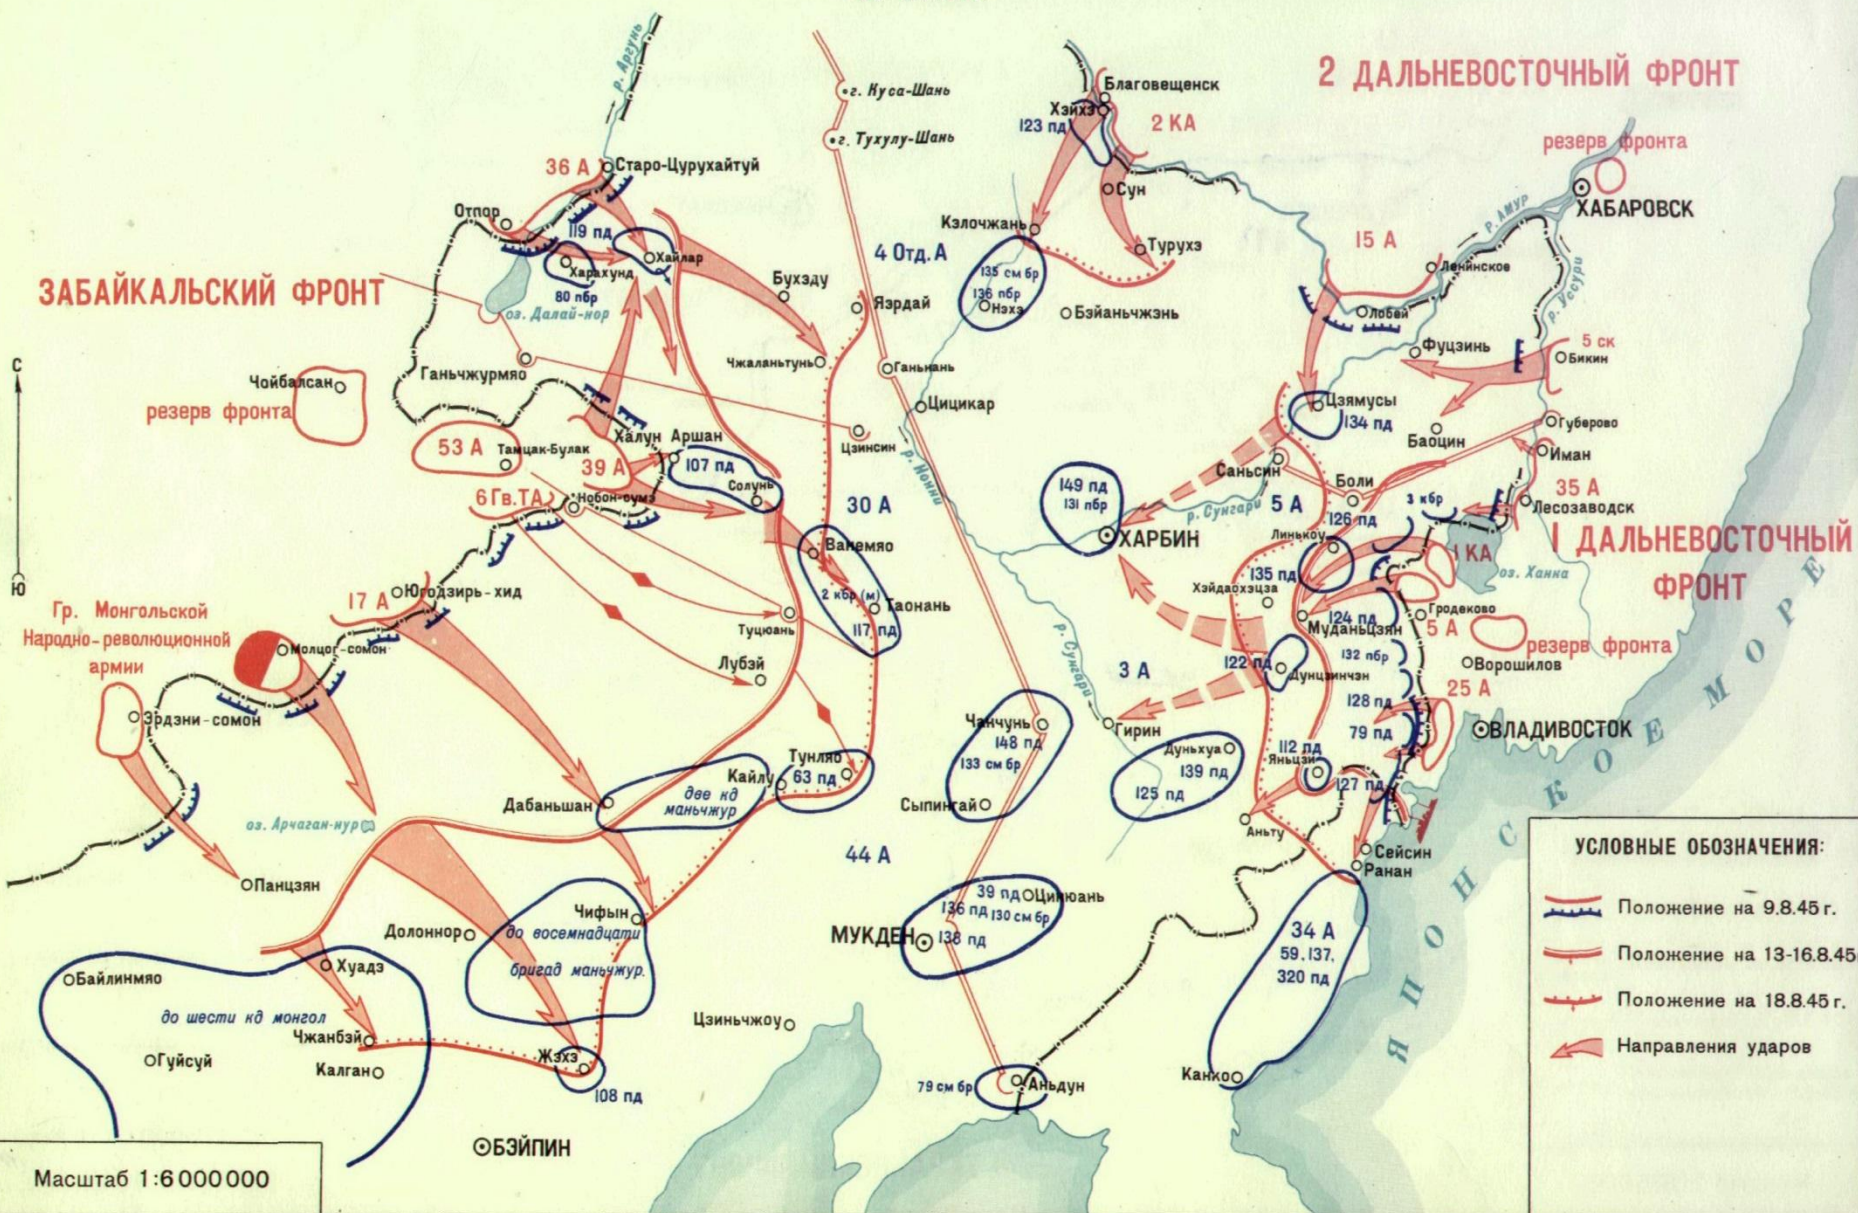 2 ДАЛЬНЕВОСТОЧНЫЙ ФРОНТ
р. Аргунь
г. Куса-Шань
г. Тухулу-Шань
Благовещенск
Хэйхэ
123 пд
2 КА
резерв фронта
ХАБАРОВСК
36 А
Старо-Цурухайтуй
Сун
р. АМУР
Отпор
119 пд
Хайлар
Харахунд
80 пбр
оз. Далай-нор
4 Отд. А
Кэлочжань
Турухэ
15 А
Ленинское
р. Уссури
ЗАБАЙКАЛЬСКИЙ ФРОНТ
Бухэду
Яэрдай
135 см бр
136 пбр
Нэхэ
Бэйаньчжэнь
Лобей
Фуцзинь
5 ск
Бикин
С
Ю
Чойбалсан
резерв фронта
Ганьчжурмяо
Чжаланьтунь
Ганьнань
Цицикар
Цзинсин
р. Нонни
Цзямусы
134 пд
Баоцин
Губерово
Иман
53 А
Тамцак-Булак
Халун Аршан
39 А
107 пд
Солунь
6 Гв.ТА
Нобон-сумэ
30 А
149 пд
131 пбр
ХАРБИН
Саньсин
р. Сунгари
5 А
Боли
126 пд
3 кбр
35 А
Лесозаводск
1 ДАЛЬНЕВОСТОЧНЫЙ
ФРОНТ
Линькоу
1 КА
оз. Ханка
Ванемяо
2 кбр (м)
117 пд
Таонань
135 пд
Хэйдаохэцза
124 пд
Муданьцзян
Гродеково
5 А
резерв фронта
Гр. Монгольской
Народно-революционной
армии
17 А
Югодзирь-хид
Молцог-сомон
Туцюань
Лубэй
р. Сунгари
3 А
122 пд
Дунцзинчэн
132 пбр
Ворошилов
128 пд
25 А
79 пд
ВЛАДИВОСТОК
Эрдэни-сомон
Чанчунь
148 пд
133 см бр
Гирин
Дуньхуа
139 пд
125 пд
112 пд
Яньцзи
127 пд
Тунляо
63 пд
Кайлу
две кд
маньчжур
Дабаньшан
Сыпингай
Аньту
оз. Арчаган-нур
44 А
Сейсин
Ранан
Панцзян
ЯПОНСКОЕ МОРЕ
39 пд
Цинюань
136 пд
130 см бр
МУКДЕН
138 пд
34 А
59, 137,
320 пд
Чифын
Долоннор
до восемнадцати
бригад маньчжур.
Байлинмяо
Хуадэ
до шести кд монгол
Чжанбэй
Гуйсуй
Калган
Жэхэ
108 пд
Цзиньчжоу
79 см бр
Аньдун
Канко
БЭЙПИН
Масштаб 1:6 000 000
УСЛОВНЫЕ ОБОЗНАЧЕНИЯ:
Положение на 9.8.45 г.
Положение на 13-16.8.45
Положение на 18.8.45 г.
Направления ударов